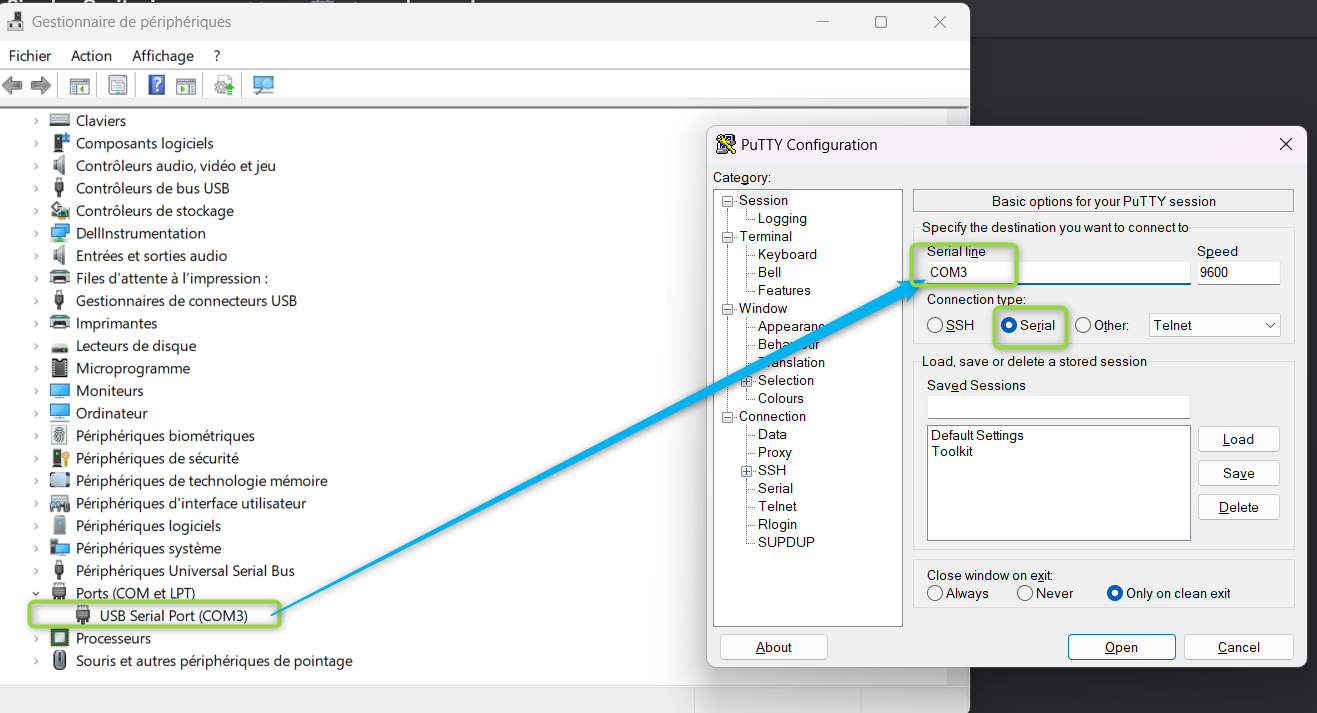 Gestionnaire de périphériques
Fichier Action Affichage ?
Claviers
Composants logiciels
Contrôleurs audio, vidéo et jeu
Contrôleurs de bus USB
Contrôleurs de stockage
DellInstrumentation
Entrées et sorties audio
Files d'attente à l'impression :
Gestionnaires de connecteurs USB
Imprimantes
Lecteurs de disque
Microprogramme
Moniteurs
Ordinateur
Périphériques biométriques
Périphériques de sécurité
Périphériques de technologie mémoire
Périphériques d'interface utilisateur
Périphériques logiciels
Périphériques système
Périphériques Universal Serial Bus
Ports (COM et LPT)
USB Serial Port (COM3)
Processeurs
Souris et autres périphériques de pointage
PuTTY Configuration
Category:
Session
Logging
Terminal
Keyboard
Bell
Features
Window
Appearanc
Behaviour
Translation
Selection
Colours
Connection
Data
Proxy
SSH
Serial
Telnet
Rlogin
SUPDUP
Basic options for your PuTTY session
Specify the destination you want to connect to
Serial line Speed
COM3 9600
Connection type:
SSH Serial Other: Telnet
Load, save or delete a stored session
Saved Sessions
Default Settings
Toolkit
Load
Save
Delete
Close window on exit:
Always Never Only on clean exit
About Open Cancel